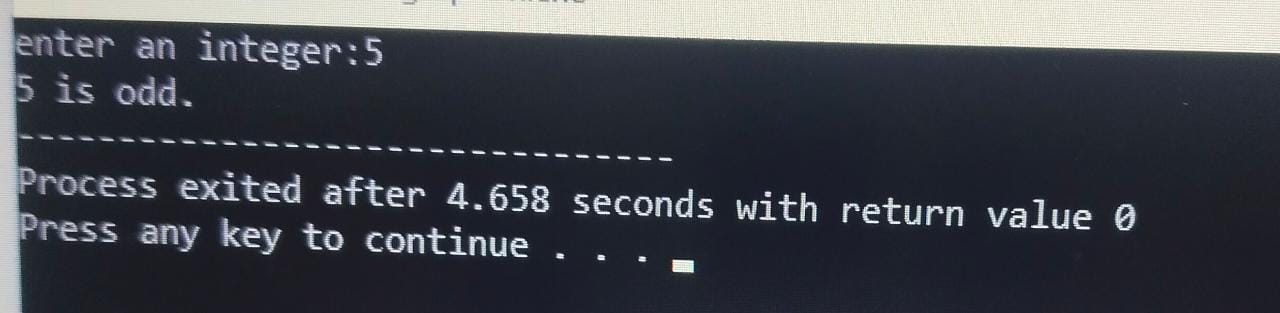 enter an integer:5
5 is odd.
--------------------------------
Process exited after 4.658 seconds with return value 0
Press any key to continue . . .